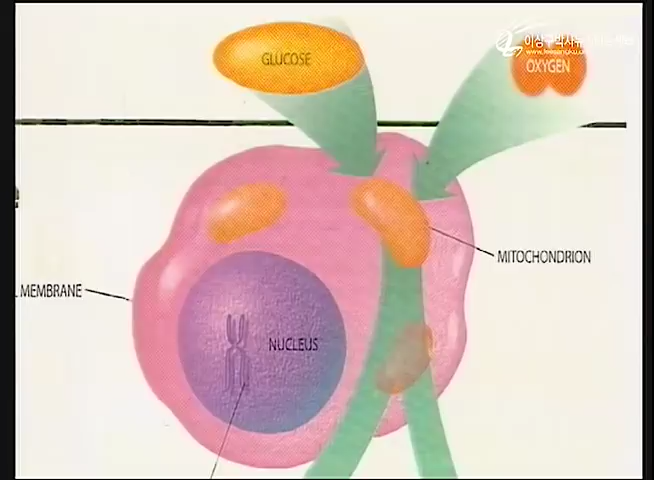 GLUCOSE
OXYGEN
MITOCHONDRION
L MEMBRANE
NUCLEUS